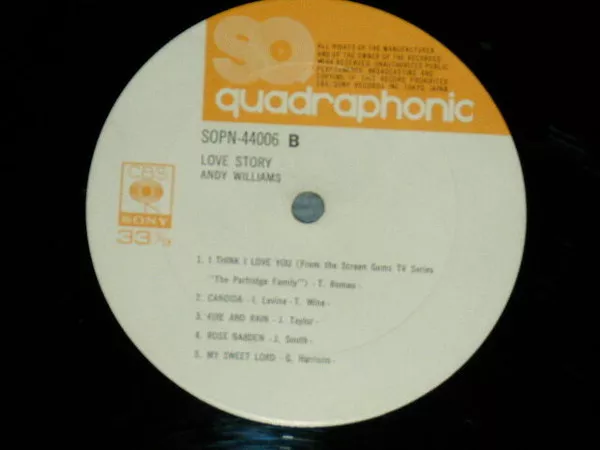 SQ
ALL RIGHTS OF THE MANUFACTURER
AND OF THE OWNER OF THE RECORDED
WORK RESERVED. UNAUTHORIZED PUBLIC
PERFORMANCE, BROADCASTING AND
COPYING OF THIS RECORD PROHIBITED
CBS/SONY RECORDS INC. TOKYO JAPAN
quadraphonic
SOPN-44006 B
LOVE STORY
ANDY WILLIAMS
CBS
SONY
33 1/3
1. I THINK I LOVE YOU (From the Screen Gems TV Series
"The Partridge Family") - T. Romeo -
2. CANDIDA - I. Levine - T. Wine -
3. FIRE AND RAIN - J. Taylor -
4. ROSE GARDEN - J. South -
5. MY SWEET LORD - G. Harrison -